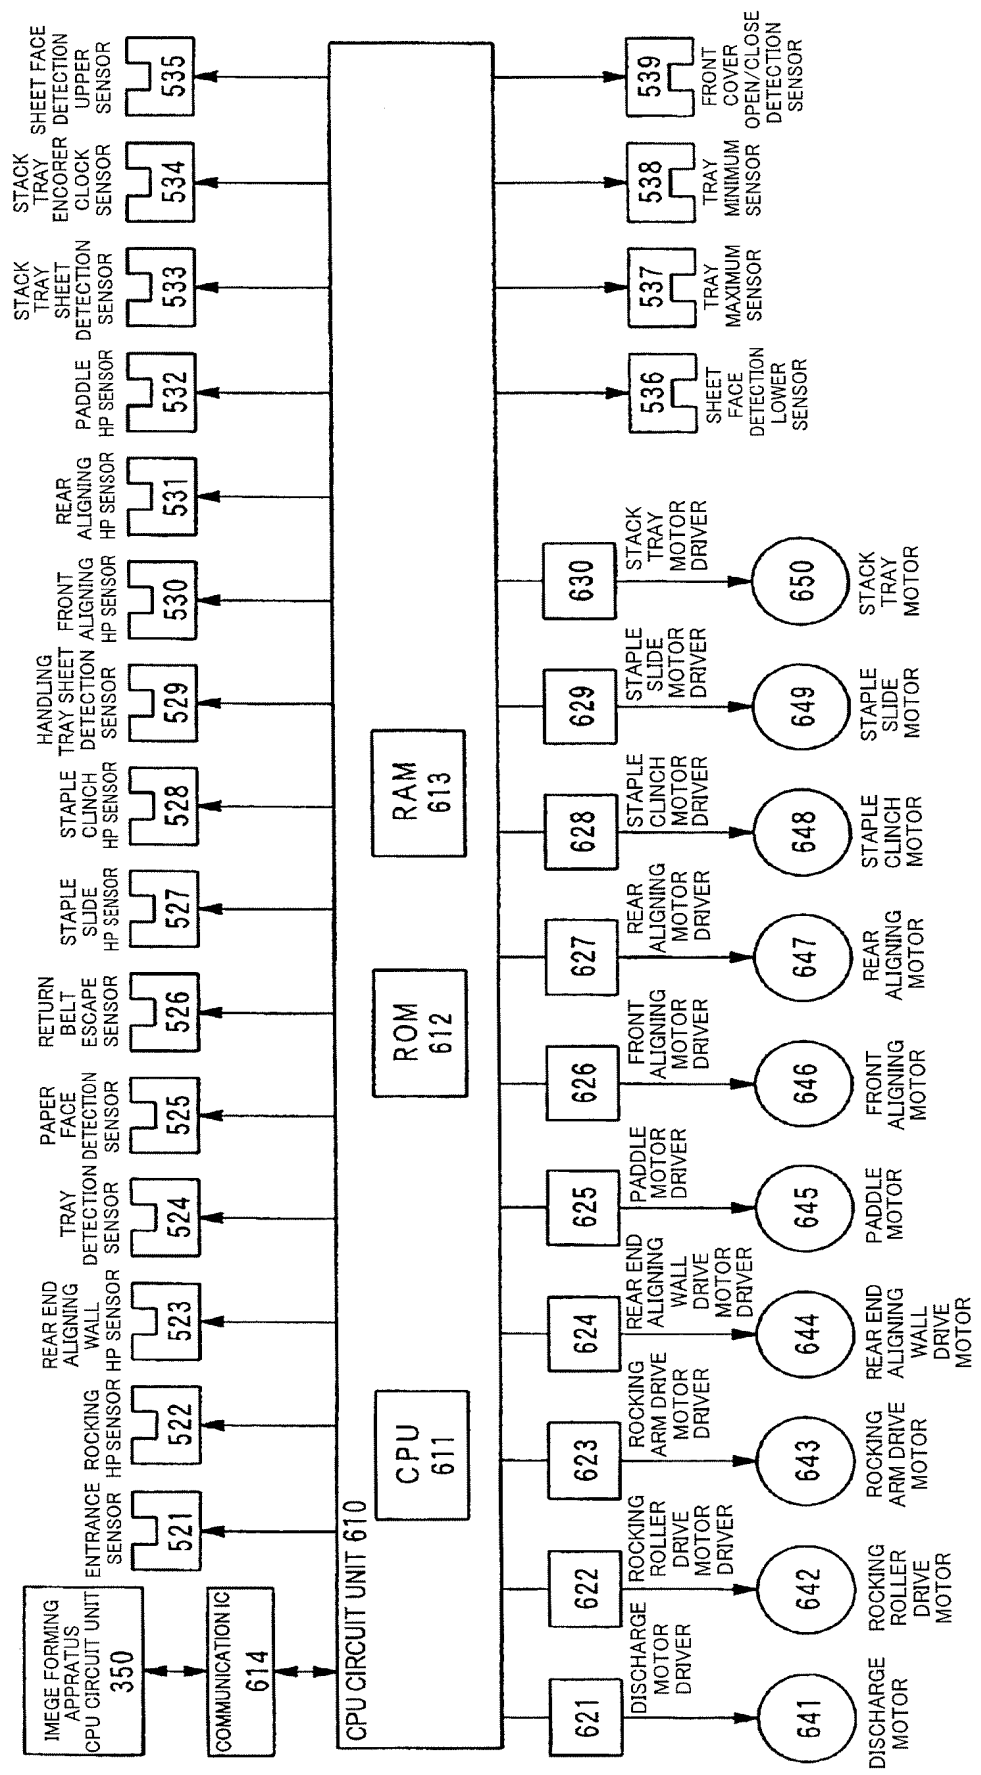 IMEGE FORMING
APPRATUS
CPU CIRCUIT UNIT
350
COMMUNICATION IC
614
CPU CIRCUIT UNIT 610
CPU
611
ROM
612
RAM
613
ENTRANCE
SENSOR
521
ROCKING
HP SENSOR
522
REAR END
ALIGNING
WALL
HP SENSOR
523
TRAY
DETECTION
SENSOR
524
PAPER
FACE
DETECTION
SENSOR
525
RETURN
BELT
ESCAPE
SENSOR
526
STAPLE
SLIDE
HP SENSOR
527
STAPLE
CLINCH
HP SENSOR
528
HANDLING
TRAY SHEET
DETECTION
SENSOR
529
FRONT
ALIGNING
HP SENSOR
530
REAR
ALIGNING
HP SENSOR
531
PADDLE
HP SENSOR
532
STACK
TRAY
SHEET
DETECTION
SENSOR
533
STACK
TRAY
ENCORER
CLOCK
SENSOR
534
SHEET FACE
DETECTION
UPPER
SENSOR
535
621
DISCHARGE
MOTOR
DRIVER
641
DISCHARGE
MOTOR
622
ROCKING
ROLLER
DRIVE
MOTOR
DRIVER
642
ROCKING
ROLLER
DRIVE
MOTOR
623
ROCKING
ARM DRIVE
MOTOR
DRIVER
643
ROCKING
ARM DRIVE
MOTOR
624
REAR END
ALIGNING
WALL
DRIVE
MOTOR
DRIVER
644
REAR END
ALIGNING
WALL
DRIVE
MOTOR
625
PADDLE
MOTOR
DRIVER
645
PADDLE
MOTOR
626
FRONT
ALIGNING
MOTOR
DRIVER
646
FRONT
ALIGNING
MOTOR
627
REAR
ALIGNING
MOTOR
DRIVER
647
REAR
ALIGNING
MOTOR
628
STAPLE
CLINCH
MOTOR
DRIVER
648
STAPLE
CLINCH
MOTOR
629
STAPLE
SLIDE
MOTOR
DRIVER
649
STAPLE
SLIDE
MOTOR
630
STACK
TRAY
MOTOR
DRIVER
650
STACK
TRAY
MOTOR
536
SHEET
FACE
DETECTION
LOWER
SENSOR
537
TRAY
MAXIMUM
SENSOR
538
TRAY
MINIMUM
SENSOR
539
FRONT
COVER
OPEN/CLOSE
DETECTION
SENSOR